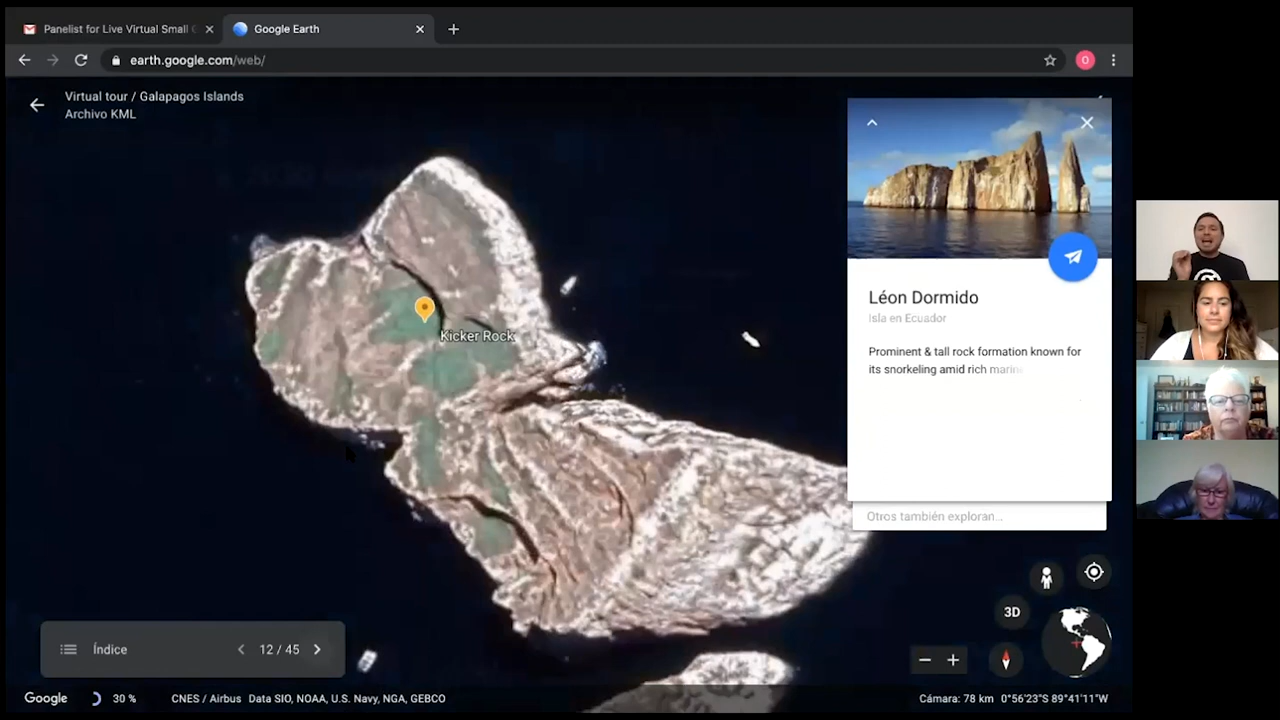 Panelist for Live Virtual Small
Google Earth
earth.google.com/web/
O
Virtual tour / Galapagos Islands
Archivo KML
Kicker Rock
Léon Dormido
Isla en Ecuador
Prominent & tall rock formation known for
its snorkeling amid rich marine
Otros también exploran...
3D
Índice
12 / 45
Google
30 %
CNES / Airbus Data SIO, NOAA, U.S. Navy, NGA, GEBCO
Cámara: 78 km 0°56'23"S 89°41'11"W